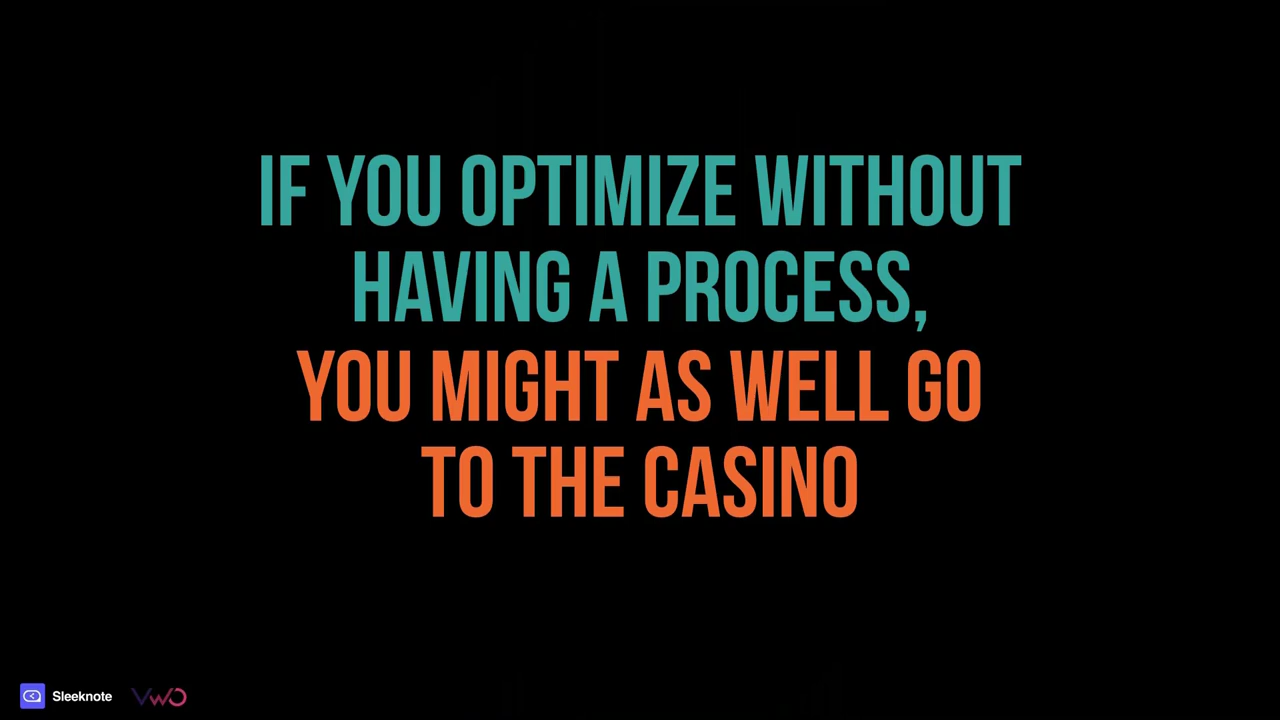 IF YOU OPTIMIZE WITHOUT
HAVING A PROCESS,
YOU MIGHT AS WELL GO
TO THE CASINO
Sleeknote VWO